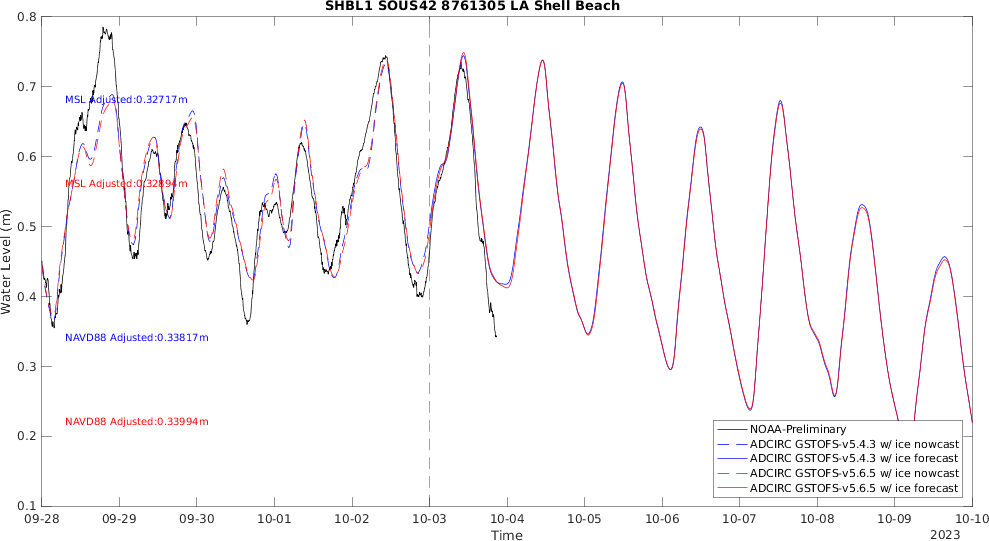 SHBL1 SOUS42 8761305 LA Shell Beach
Water Level (m)
0.8
0.7
0.6
0.5
0.4
0.3
0.2
0.1
MSL Adjusted:0.32717m
MSL Adjusted:0.32894m
NAVD88 Adjusted:0.33817m
NAVD88 Adjusted:0.33994m
NOAA-Preliminary
ADCIRC GSTOFS-v5.4.3 w/ ice nowcast
ADCIRC GSTOFS-v5.4.3 w/ ice forecast
ADCIRC GSTOFS-v5.6.5 w/ ice nowcast
ADCIRC GSTOFS-v5.6.5 w/ ice forecast
09-28 09-29 09-30 10-01 10-02 10-03 10-04 10-05 10-06 10-07 10-08 10-09 10-10
Time
2023